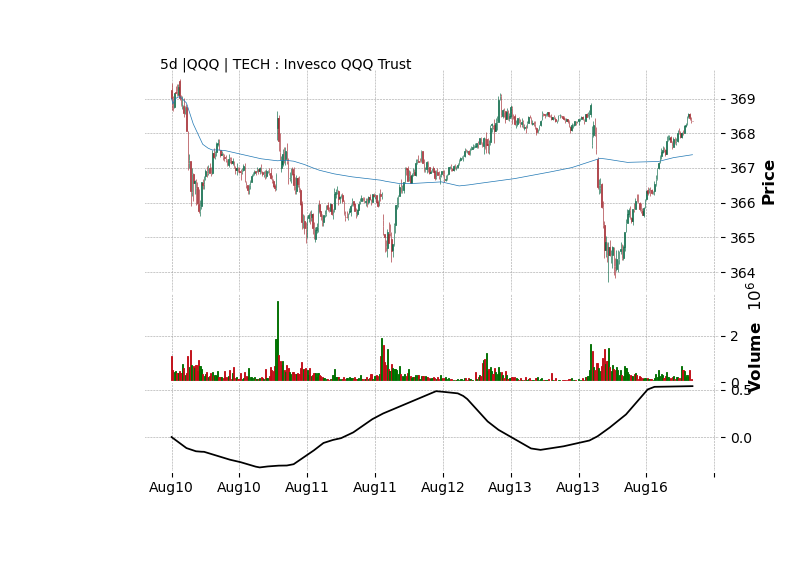 5d |QQQ | TECH : Invesco QQQ Trust
369
368
367
366
365
364
Price
10^6
2
0
Volume
0.5
0.0
Aug10
Aug10
Aug11
Aug11
Aug12
Aug13
Aug13
Aug16